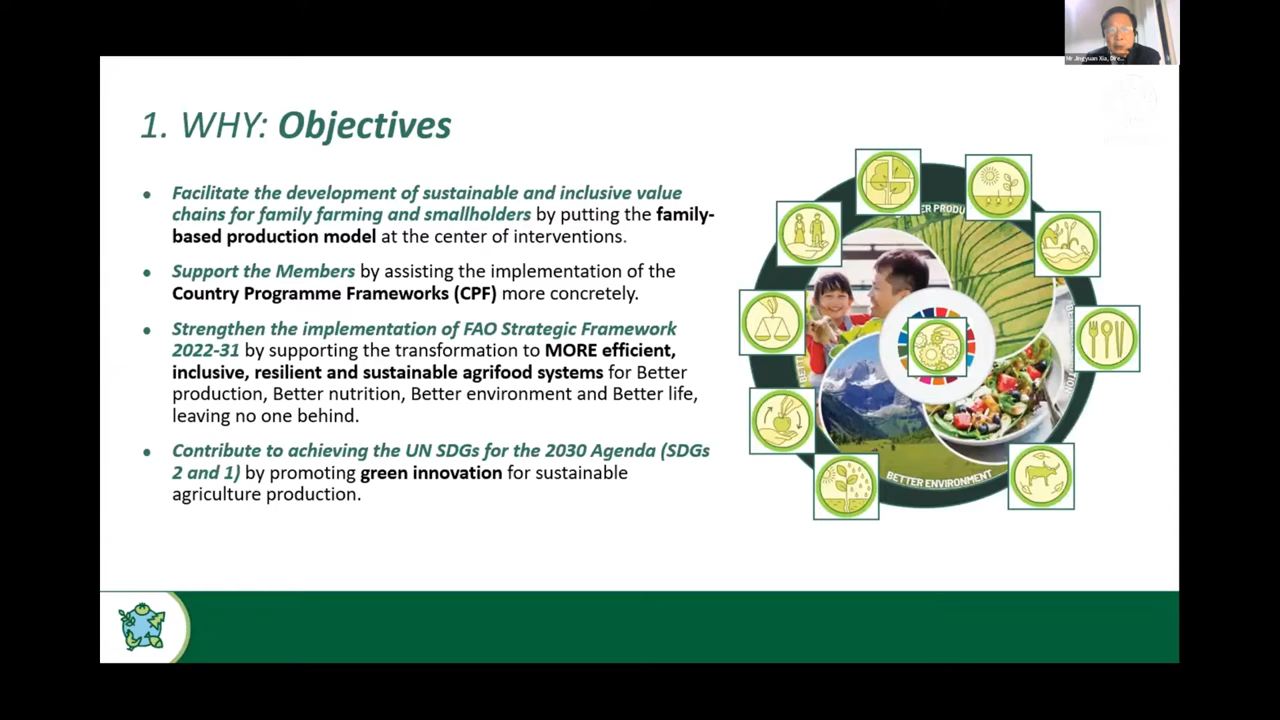 Mr Jingyuan Xia, Dire...
1. WHY: Objectives
• Facilitate the development of sustainable and inclusive value
chains for family farming and smallholders by putting the family-
based production model at the center of interventions.
• Support the Members by assisting the implementation of the
Country Programme Frameworks (CPF) more concretely.
• Strengthen the implementation of FAO Strategic Framework
2022-31 by supporting the transformation to MORE efficient,
inclusive, resilient and sustainable agrifood systems for Better
production, Better nutrition, Better environment and Better life,
leaving no one behind.
• Contribute to achieving the UN SDGs for the 2030 Agenda (SDGs
2 and 1) by promoting green innovation for sustainable
agriculture production.
ER PRODU
BETTER ENVIRONMENT